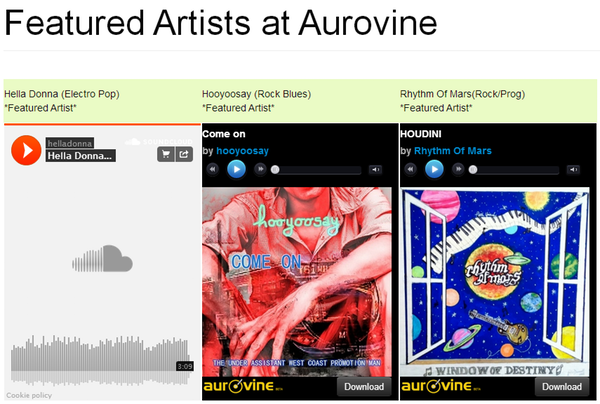 Featured Artists at Aurovine
Hella Donna (Electro Pop)
*Featured Artist*
Hooyoosay (Rock Blues)
*Featured Artist*
Rhythm Of Mars(Rock/Prog)
*Featured Artist*
helladonna
Hella Donna...
SOUNDCLOUD
3:09
Cookie policy
Come on
by hooyoosay
hooyoosay
COME ON
THE UNDER ASSISTANT WEST COAST PROMOTION MAN
aurovine BETA
Download
HOUDINI
by Rhythm Of Mars
rhythm
of mars
WINDOW OF DESTINY
aurovine BETA
Download